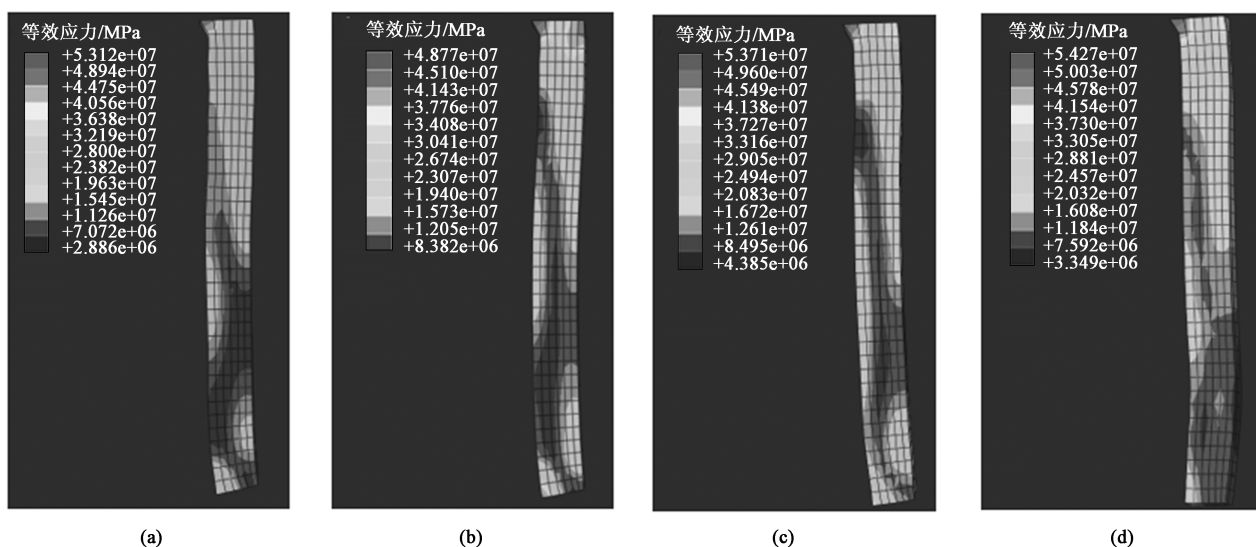 等效应力/MPa
+5.312e+07
+4.894e+07
+4.475e+07
+4.056e+07
+3.638e+07
+3.219e+07
+2.800e+07
+2.382e+07
+1.963e+07
+1.545e+07
+1.126e+07
+7.072e+06
+2.886e+06
(a)
等效应力/MPa
+4.877e+07
+4.510e+07
+4.143e+07
+3.776e+07
+3.408e+07
+3.041e+07
+2.674e+07
+2.307e+07
+1.940e+07
+1.573e+07
+1.205e+07
+8.382e+06
(b)
等效应力/MPa
+5.371e+07
+4.960e+07
+4.549e+07
+4.138e+07
+3.727e+07
+3.316e+07
+2.905e+07
+2.494e+07
+2.083e+07
+1.672e+07
+1.261e+07
+8.495e+06
+4.385e+06
(c)
等效应力/MPa
+5.427e+07
+5.003e+07
+4.578e+07
+4.154e+07
+3.730e+07
+3.305e+07
+2.881e+07
+2.457e+07
+2.032e+07
+1.608e+07
+1.184e+07
+7.592e+06
+3.349e+06
(d)